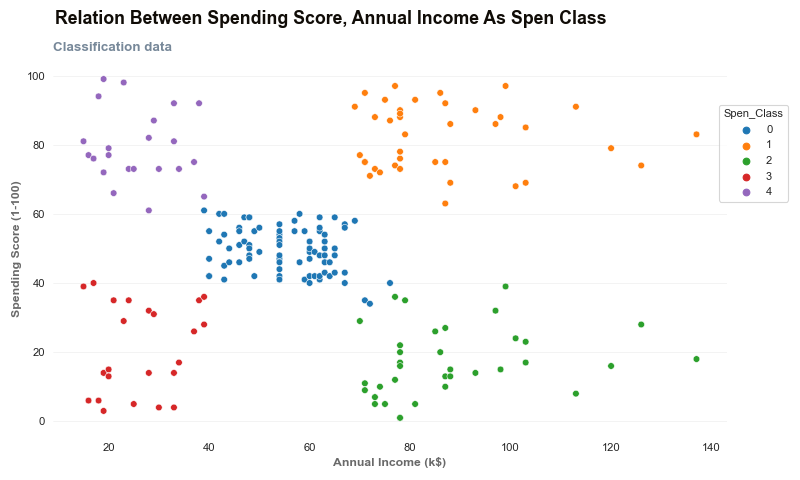 Relation Between Spending Score, Annual Income As Spen Class
Classification data
100
80
60
40
20
0
Spending Score (1-100)
20 40 60 80 100 120 140
Annual Income (k$)
Spen_Class
0
1
2
3
4